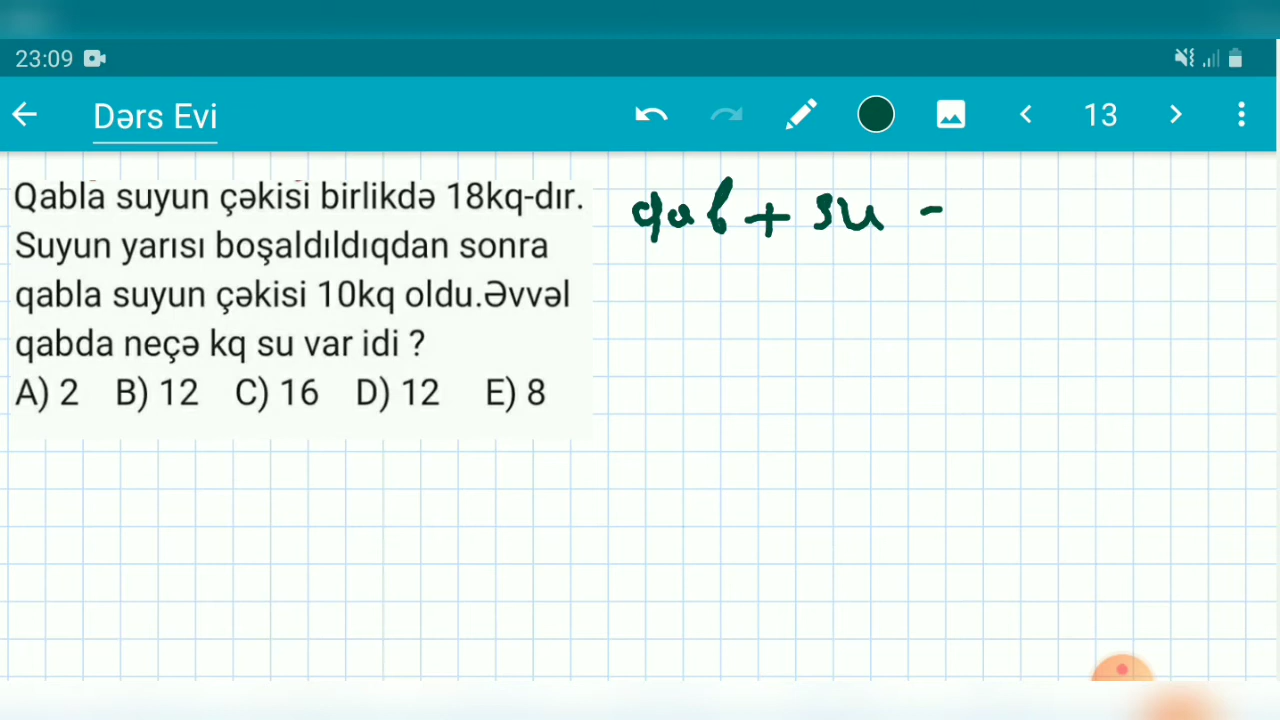 23:09
Dərs Evi
13
Qabla suyun çəkisi birlikdə 18kq-dır.
Suyun yarısı boşaldıldıqdan sonra
qabla suyun çəkisi 10kq oldu.Əvvəl
qabda neçə kq su var idi ?
A) 2 B) 12 C) 16 D) 12 E) 8
qab + su -